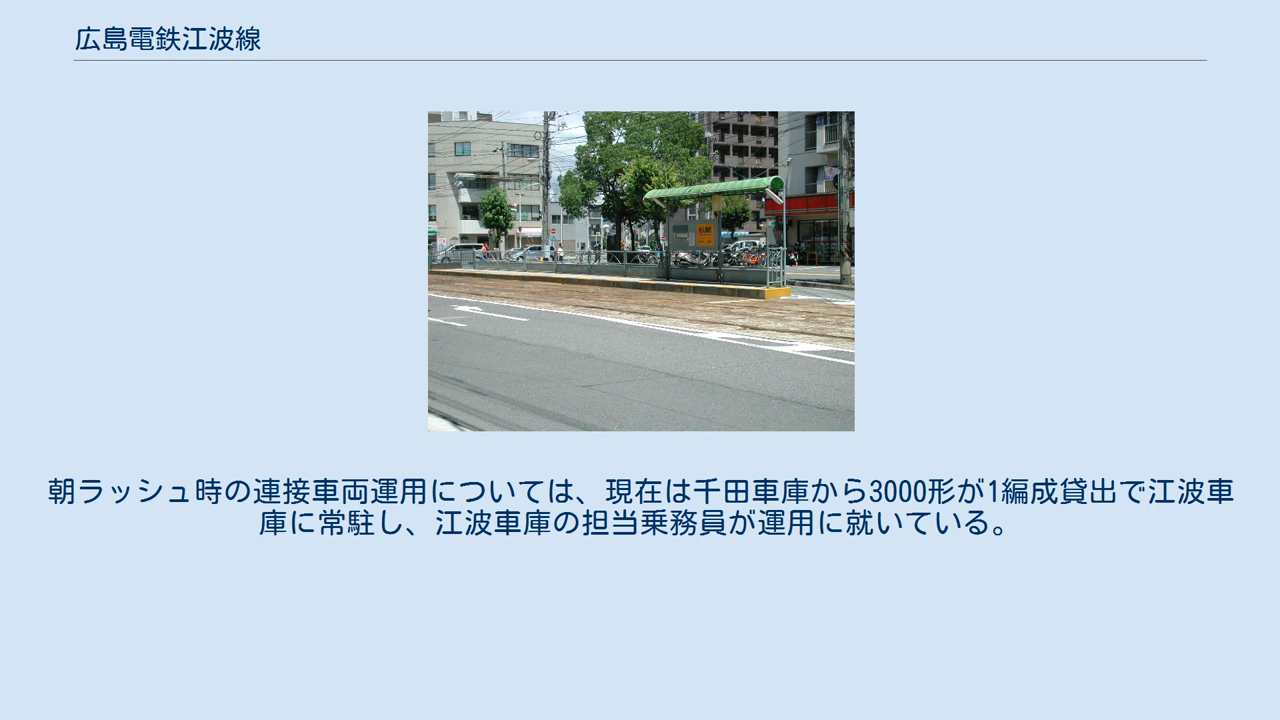 広島電鉄江波線
朝ラッシュ時の連接車両運用については、現在は千田車庫から3000形が1編成貸出で江波車
庫に常駐し、江波車庫の担当乗務員が運用に就いている。